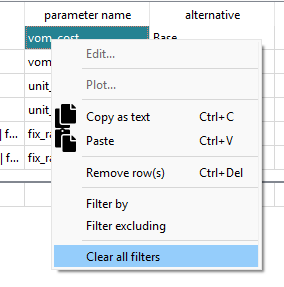 parameter name alternative
vom_cost Base
Edit...
vom
Plot...
unit_
Copy as text Ctrl+C
unit_
Paste Ctrl+V
| f... fix_ra
| f... fix_ra
Remove row(s) Ctrl+Del
Filter by
Filter excluding
Clear all filters